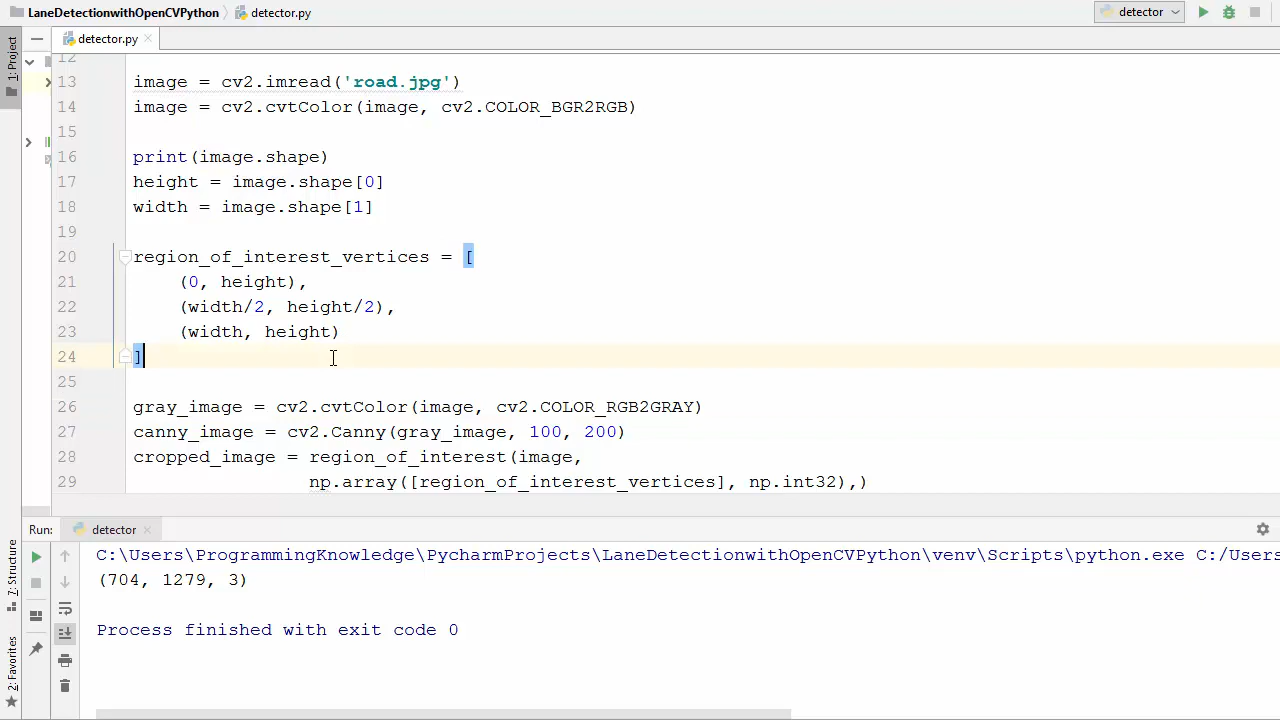 LaneDetectionwithOpenCVPython
detector.py
detector
1: Project
detector.py
12
13 image = cv2.imread('road.jpg')
14 image = cv2.cvtColor(image, cv2.COLOR_BGR2RGB)
15
16 print(image.shape)
17 height = image.shape[0]
18 width = image.shape[1]
19
20 region_of_interest_vertices = [
21 (0, height),
22 (width/2, height/2),
23 (width, height)
24 ]
25
26 gray_image = cv2.cvtColor(image, cv2.COLOR_RGB2GRAY)
27 canny_image = cv2.Canny(gray_image, 100, 200)
28 cropped_image = region_of_interest(image,
29 np.array([region_of_interest_vertices], np.int32),)
Run: detector
C:\Users\ProgrammingKnowledge\PycharmProjects\LaneDetectionwithOpenCVPython\venv\Scripts\python.exe C:/Users
(704, 1279, 3)
Process finished with exit code 0
7: Structure
2: Favorites